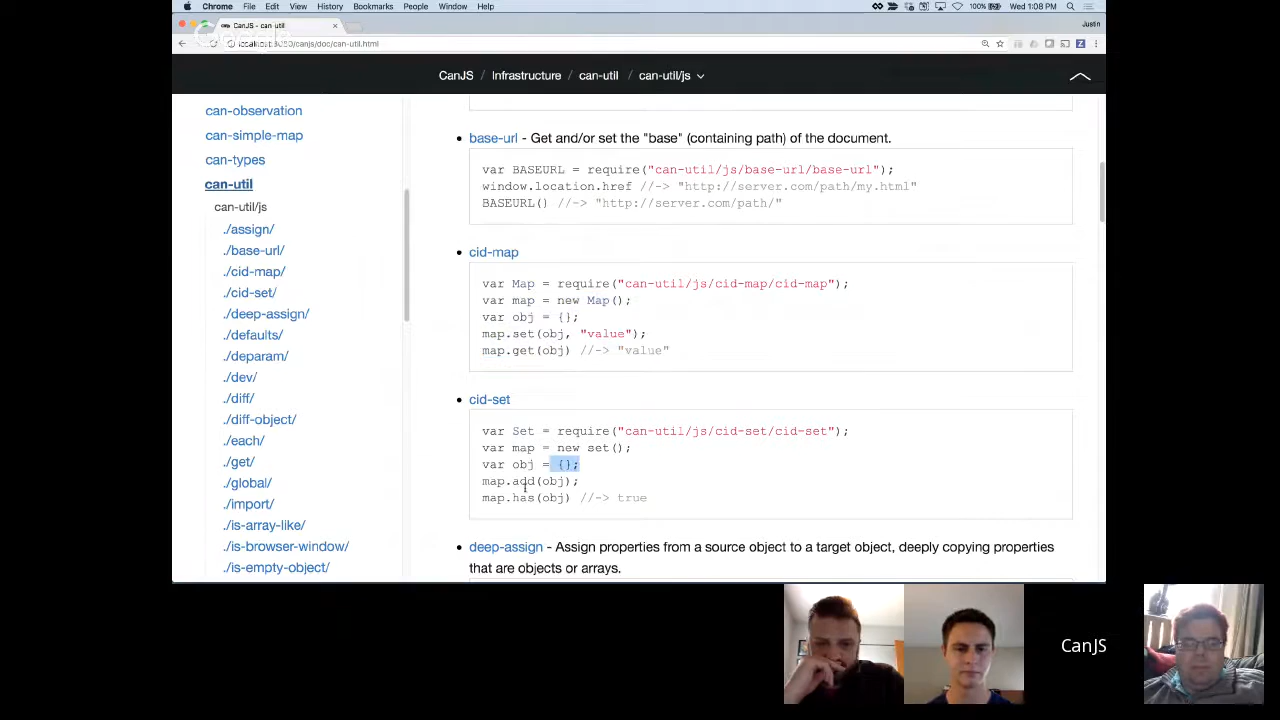 Chrome File Edit View History Bookmarks People Window Help 100% Wed 1:08 PM
CanJS - can-util Justin
localhost:8080/canjs/doc/can-util.html
CanJS / Infrastructure / can-util / can-util/js
can-observation
can-simple-map
can-types
can-util
can-util/js
./assign/
./base-url/
./cid-map/
./cid-set/
./deep-assign/
./defaults/
./deparam/
./dev/
./diff/
./diff-object/
./each/
./get/
./global/
./import/
./is-array-like/
./is-browser-window/
./is-empty-object/
base-url - Get and/or set the "base" (containing path) of the document.
var BASEURL = require("can-util/js/base-url/base-url");
window.location.href //-> "http://server.com/path/my.html"
BASEURL() //-> "http://server.com/path/"
cid-map
var Map = require("can-util/js/cid-map/cid-map");
var map = new Map();
var obj = {};
map.set(obj, "value");
map.get(obj) //-> "value"
cid-set
var Set = require("can-util/js/cid-set/cid-set");
var map = new set();
var obj = {};
map.add(obj);
map.has(obj) //-> true
deep-assign - Assign properties from a source object to a target object, deeply copying properties
that are objects or arrays.
CanJS